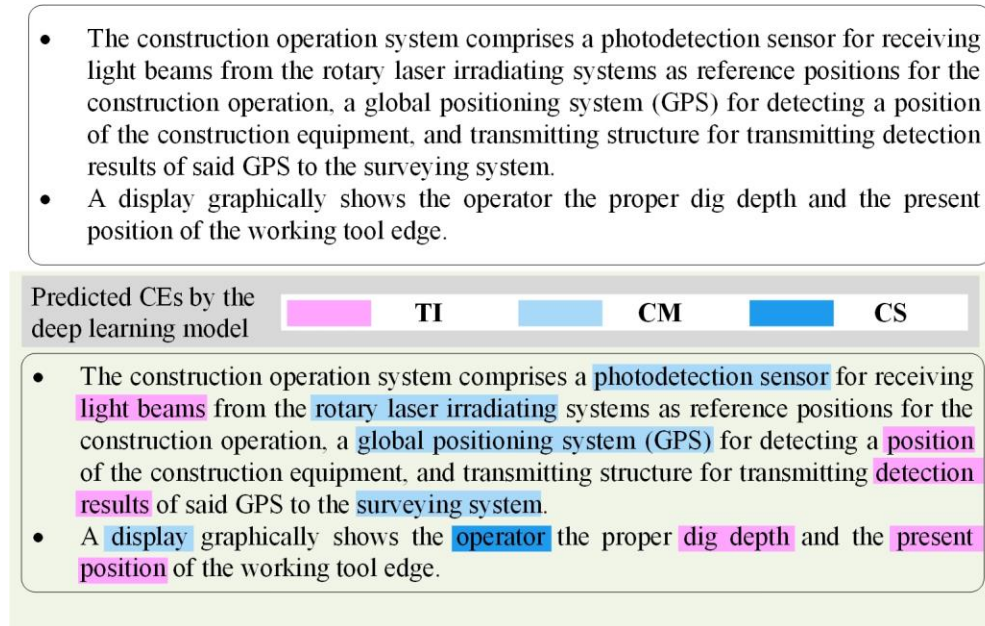 • The construction operation system comprises a photodetection sensor for receiving
light beams from the rotary laser irradiating systems as reference positions for the
construction operation, a global positioning system (GPS) for detecting a position
of the construction equipment, and transmitting structure for transmitting detection
results of said GPS to the surveying system.
• A display graphically shows the operator the proper dig depth and the present
position of the working tool edge.
Predicted CEs by the
deep learning model TI CM CS
• The construction operation system comprises a photodetection sensor for receiving
light beams from the rotary laser irradiating systems as reference positions for the
construction operation, a global positioning system (GPS) for detecting a position
of the construction equipment, and transmitting structure for transmitting detection
results of said GPS to the surveying system.
• A display graphically shows the operator the proper dig depth and the present
position of the working tool edge.